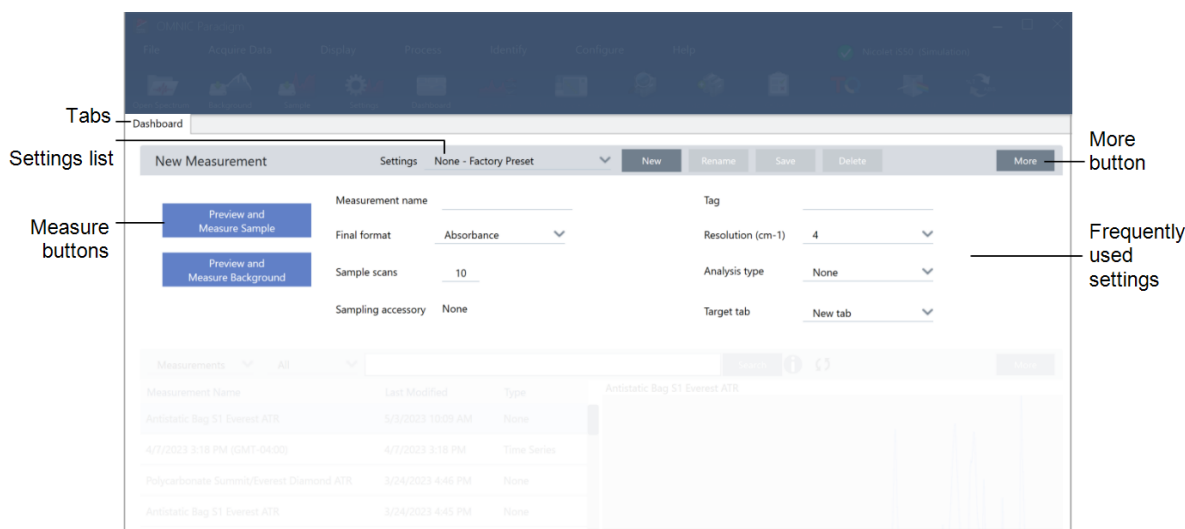 OMNIC Paradigm
File Acquire Data Display Process Identify Configure Help
Tabs
Dashboard
Settings list
New Measurement Settings None - Factory Preset New Rename Save Delete More
More
button
Measure
buttons
Preview and
Measure Sample
Preview and
Measure Background
Measurement name
Final format Absorbance
Sample scans 10
Sampling accessory None
Tag
Resolution (cm-1) 4
Analysis type None
Target tab New tab
Frequently
used
settings
Measurements All Search More
Measurement Name Last Modified Type
Antistatic Bag S1 Everest ATR
Antistatic Bag S1 Everest ATR 5/3/2023 10:09 AM None
4/7/2023 3:18 PM (GMT-04:00) 4/7/2023 3:18 PM Time Series
Polycarbonate Summit/Everest Diamond ATR 3/24/2023 4:46 PM None
Antistatic Bag S1 Everest ATR 3/24/2023 4:45 PM None